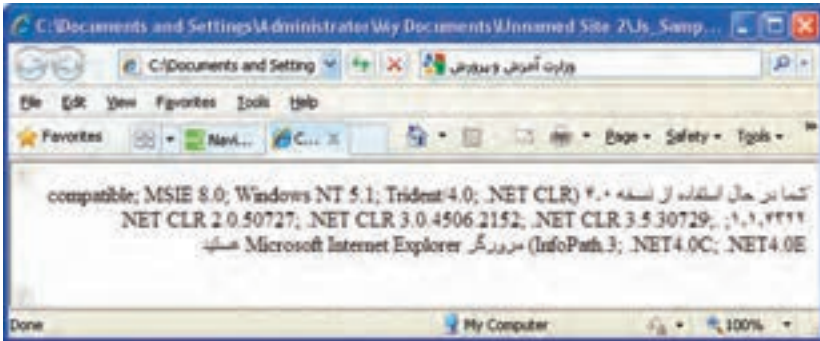 C:\Documents and Settings\Administrator\My Documents\Unnamed Site 2\Js_Samp...
C:\Documents and Setting وزارت آموزش و پرورش
File Edit View Favorites Tools Help
Favorites Navi... C... Page Safety Tools
شما در حال استفاده از نسخه ۴.۰ (compatible; MSIE 8.0; Windows NT 5.1; Trident/4.0; .NET CLR
۱,۱,۴۳۲۲; .NET CLR 2.0.50727; .NET CLR 3.0.4506.2152; .NET CLR 3.5.30729;
InfoPath.3; .NET4.0C; .NET4.0E) مرورگر Microsoft Internet Explorer هستید
Done My Computer 100%